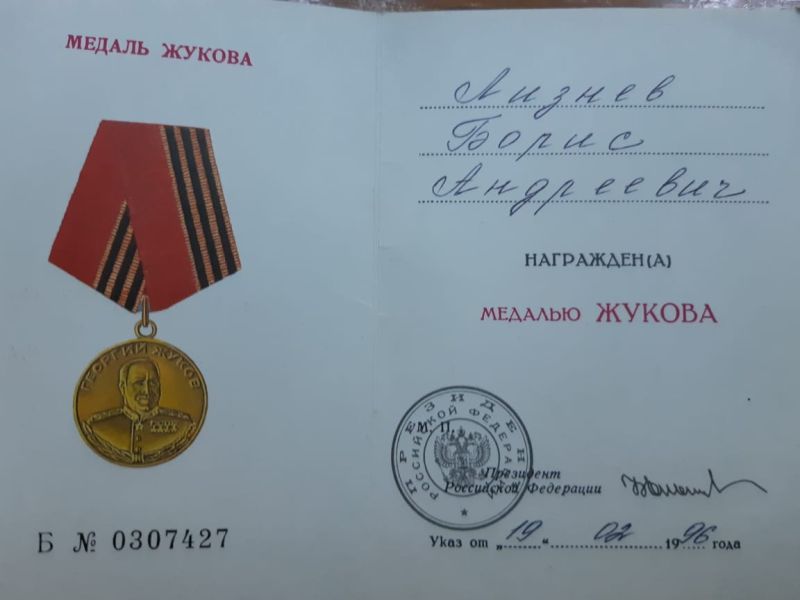 МЕДАЛЬ ЖУКОВА
ГЕОРГИЙ ЖУКОВ
Б № 0307427
Лизнев
Борис
Андреевич
НАГРАЖДЕН(А)
МЕДАЛЬЮ ЖУКОВА
ПРЕЗИДЕНТ
РОССИЙСКОЙ ФЕДЕРАЦИИ
М. П.
Президент
Российской Федерации
Указ от „19“ 02 1996 года